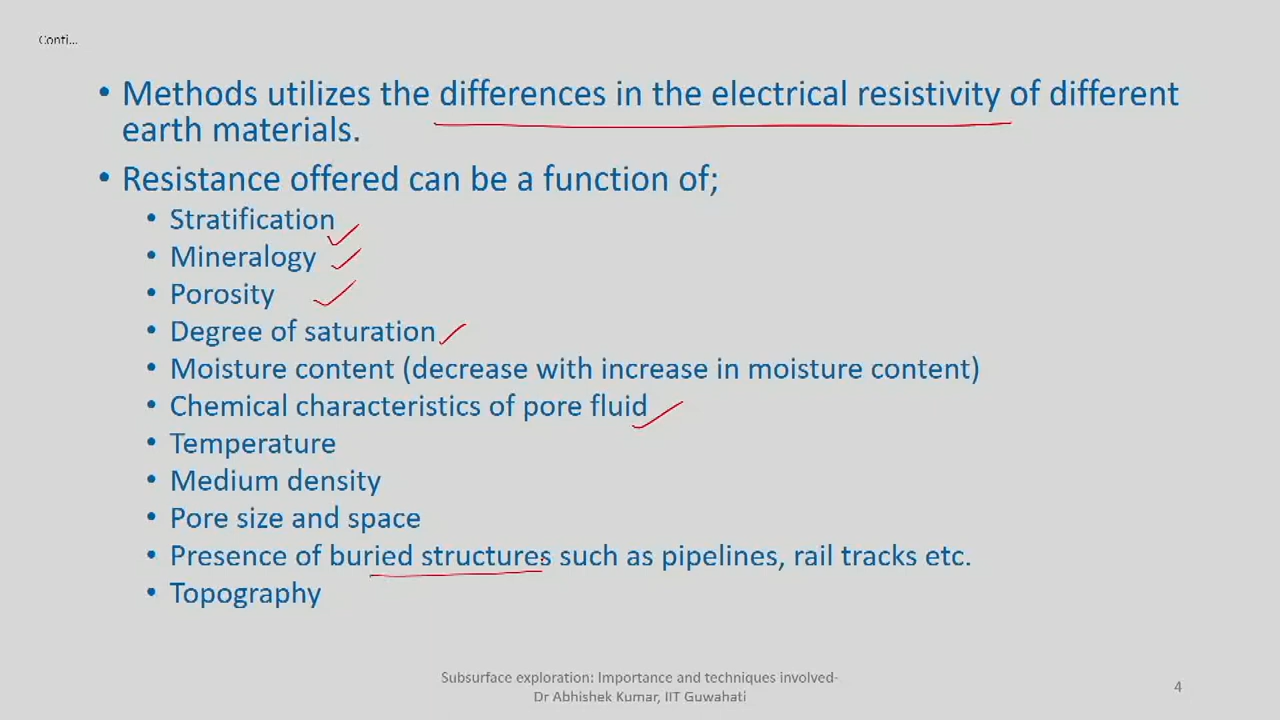 Conti...
• Methods utilizes the differences in the electrical resistivity of different
earth materials.
• Resistance offered can be a function of;
• Stratification
• Mineralogy
• Porosity
• Degree of saturation
• Moisture content (decrease with increase in moisture content)
• Chemical characteristics of pore fluid
• Temperature
• Medium density
• Pore size and space
• Presence of buried structures such as pipelines, rail tracks etc.
• Topography
Subsurface exploration: Importance and techniques involved-
Dr Abhishek Kumar, IIT Guwahati
4